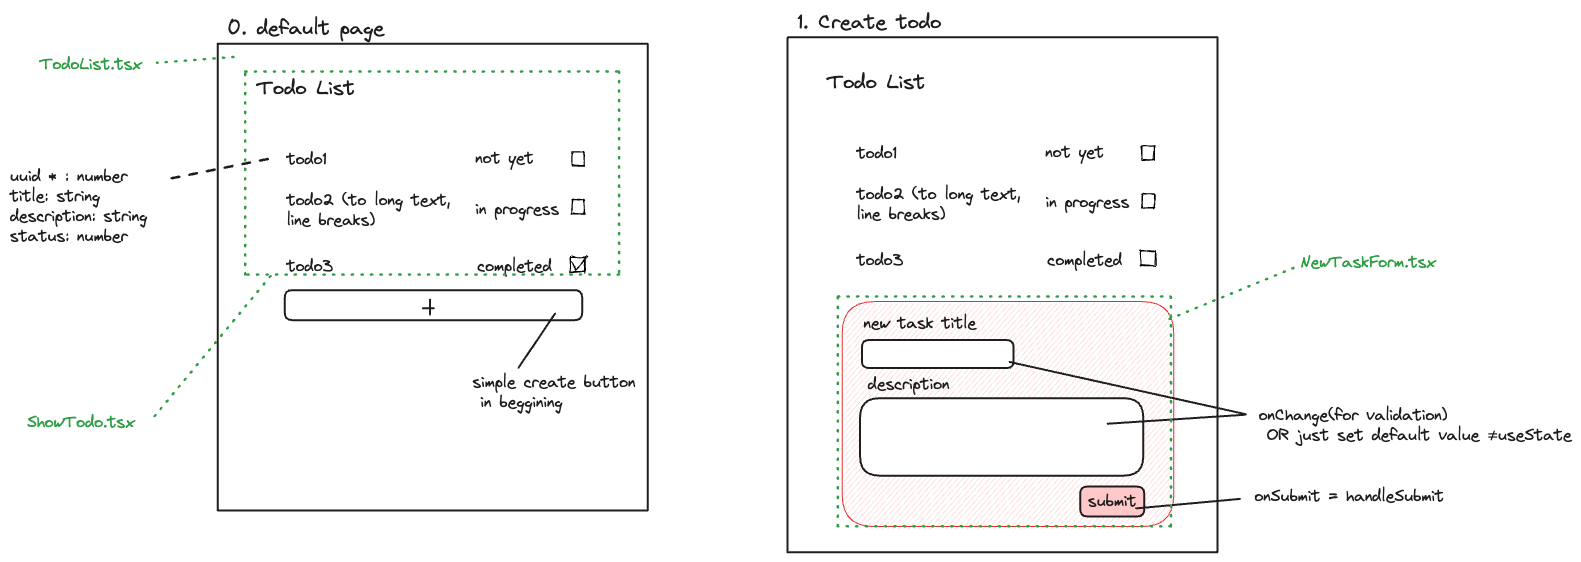 0. default page
TodoList.tsx
Todo List
todo1
not yet
uuid * : number
title: string
description: string
status: number
todo2 (to long text,
line breaks)
in progress
todo3
completed
+
simple create button
in beggining
ShowTodo.tsx
1. Create todo
Todo List
todo1
not yet
todo2 (to long text,
line breaks)
in progress
todo3
completed
NewTaskForm.tsx
new task title
description
onChange(for validation)
OR just set default value ≠useState
submit
onSubmit = handleSubmit